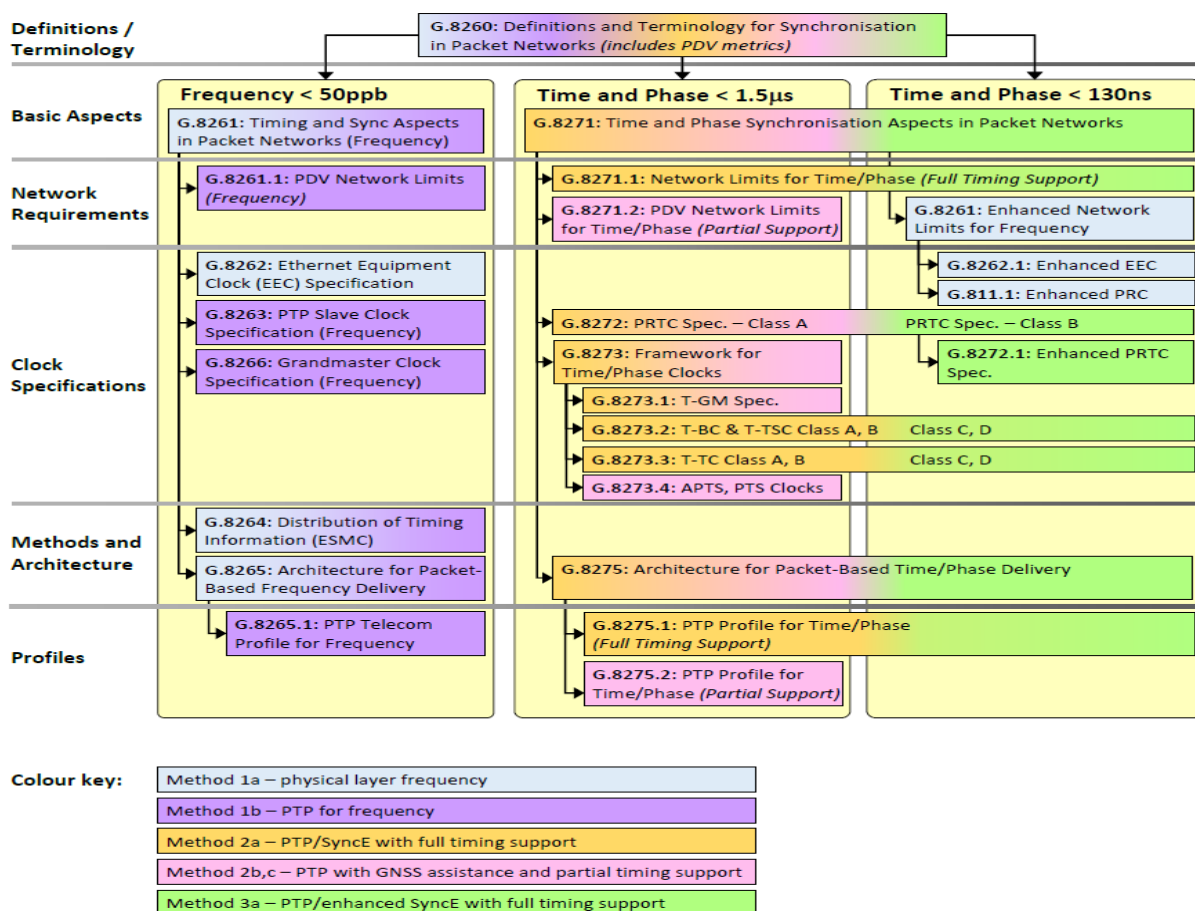 Definitions /
Terminology
G.8260: Definitions and Terminology for Synchronisation
in Packet Networks (includes PDV metrics)
Basic Aspects
Frequency < 50ppb
G.8261: Timing and Sync Aspects
in Packet Networks (Frequency)
Time and Phase < 1.5µs
Time and Phase < 130ns
G.8271: Time and Phase Synchronisation Aspects in Packet Networks
Network
Requirements
G.8261.1: PDV Network Limits
(Frequency)
G.8271.1: Network Limits for Time/Phase (Full Timing Support)
G.8271.2: PDV Network Limits
for Time/Phase (Partial Support)
G.8261: Enhanced Network
Limits for Frequency
Clock
Specifications
G.8262: Ethernet Equipment
Clock (EEC) Specification
G.8263: PTP Slave Clock
Specification (Frequency)
G.8266: Grandmaster Clock
Specification (Frequency)
G.8262.1: Enhanced EEC
G.811.1: Enhanced PRC
G.8272: PRTC Spec. – Class A PRTC Spec. – Class B
G.8273: Framework for
Time/Phase Clocks
G.8272.1: Enhanced PRTC
Spec.
G.8273.1: T-GM Spec.
G.8273.2: T-BC & T-TSC Class A, B Class C, D
G.8273.3: T-TC Class A, B Class C, D
G.8273.4: APTS, PTS Clocks
Methods and
Architecture
G.8264: Distribution of Timing
Information (ESMC)
G.8265: Architecture for Packet-
Based Frequency Delivery
G.8275: Architecture for Packet-Based Time/Phase Delivery
Profiles
G.8265.1: PTP Telecom
Profile for Frequency
G.8275.1: PTP Profile for Time/Phase
(Full Timing Support)
G.8275.2: PTP Profile for
Time/Phase (Partial Support)
Colour key:
Method 1a – physical layer frequency
Method 1b – PTP for frequency
Method 2a – PTP/SyncE with full timing support
Method 2b,c – PTP with GNSS assistance and partial timing support
Method 3a – PTP/enhanced SyncE with full timing support